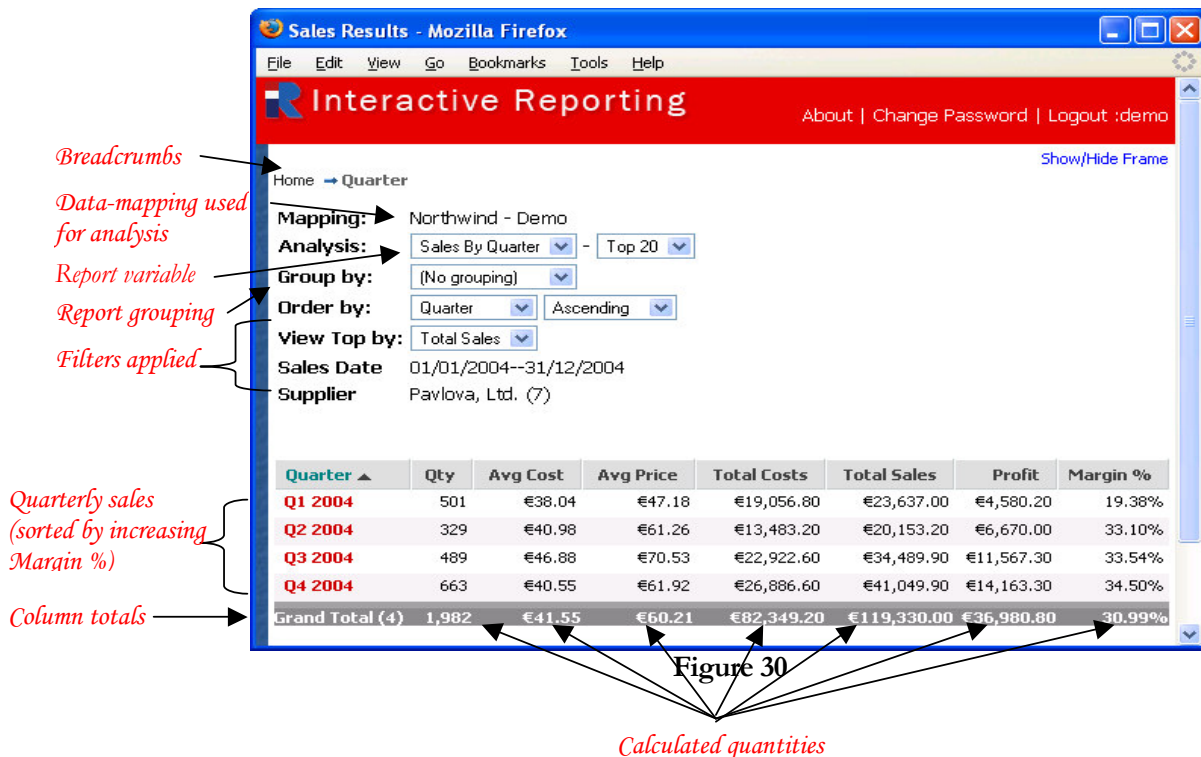 Sales Results - Mozilla Firefox
File Edit View Go Bookmarks Tools Help
Interactive Reporting
About | Change Password | Logout :demo
Show/Hide Frame
Breadcrumbs
Home → Quarter
Data-mapping used
for analysis
Mapping: Northwind - Demo
Analysis: Sales By Quarter - Top 20
Report variable
Group by: (No grouping)
Report grouping
Order by: Quarter Ascending
View Top by: Total Sales
Filters applied
Sales Date 01/01/2004--31/12/2004
Supplier Pavlova, Ltd. (7)
Quarter Qty Avg Cost Avg Price Total Costs Total Sales Profit Margin %
Quarterly sales
(sorted by increasing
Margin %)
Q1 2004 501 €38.04 €47.18 €19,056.80 €23,637.00 €4,580.20 19.38%
Q2 2004 329 €40.98 €61.26 €13,483.20 €20,153.20 €6,670.00 33.10%
Q3 2004 489 €46.88 €70.53 €22,922.60 €34,489.90 €11,567.30 33.54%
Q4 2004 663 €40.55 €61.92 €26,886.60 €41,049.90 €14,163.30 34.50%
Column totals
Grand Total (4) 1,982 €41.55 €60.21 €82,349.20 €119,330.00 €36,980.80 30.99%
Figure 30
Calculated quantities